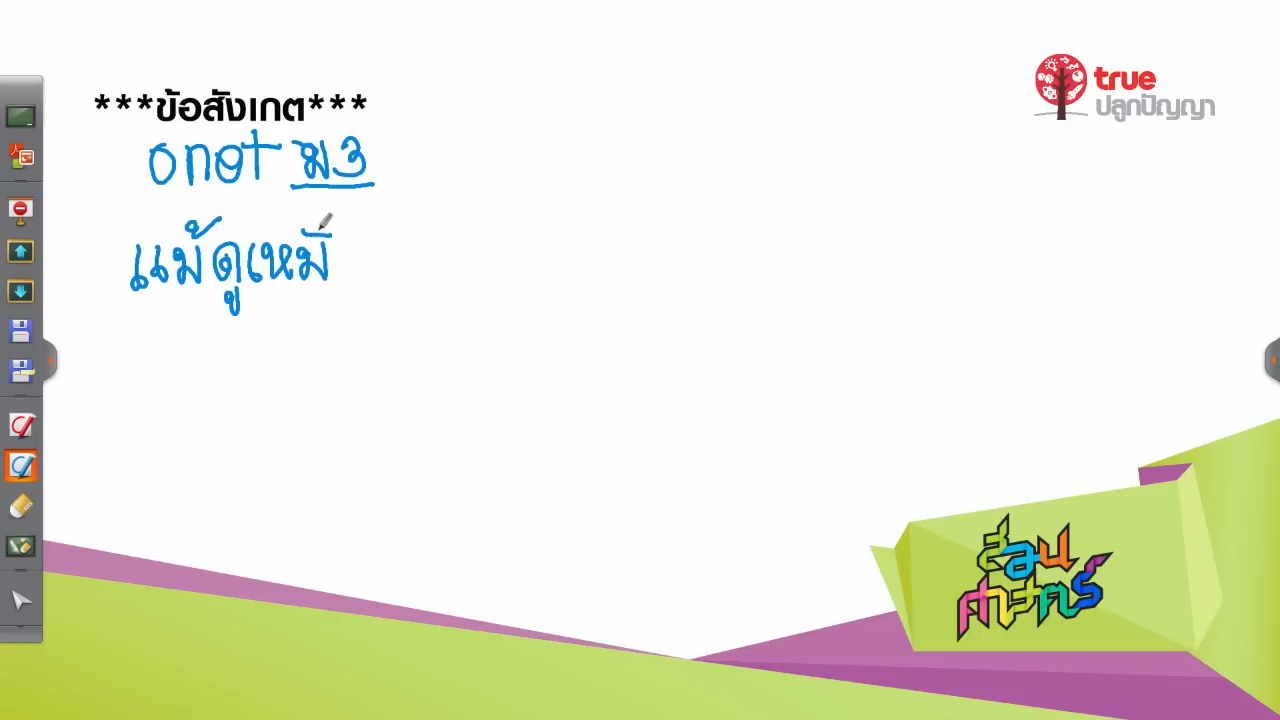 ***ข้อสังเกต***
onet ม3
แม้ดูเหมื
true
ปลูกปัญญา
สอนศาสตร์